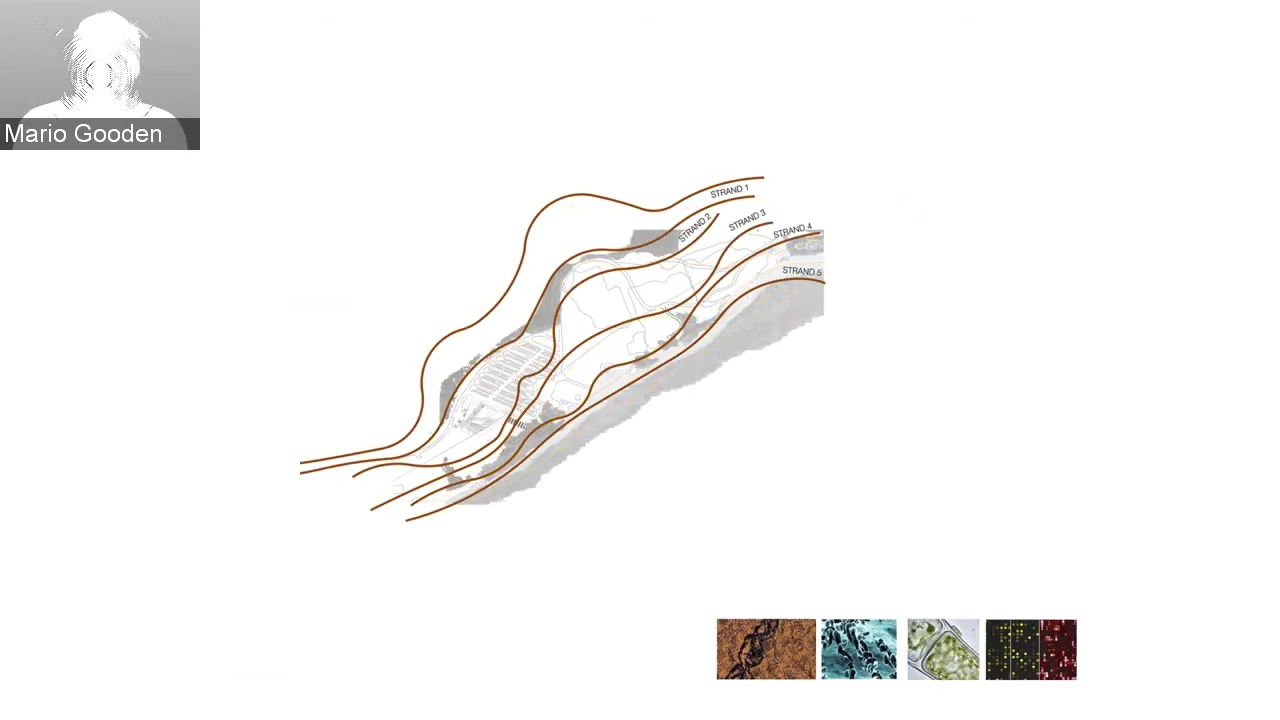 Mario Gooden
STRAND 1
STRAND 2
STRAND 3
STRAND 4
STRAND 5